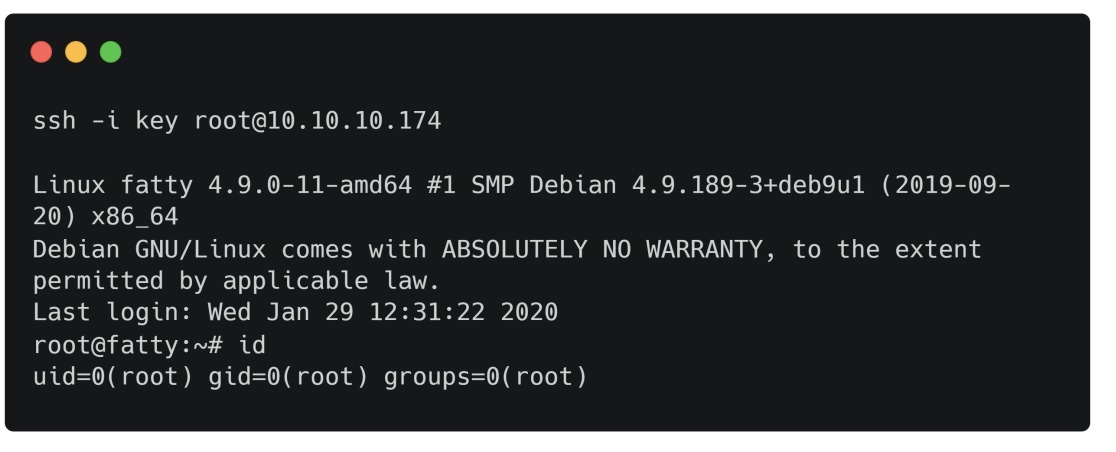 ssh -i key root@10.10.10.174
Linux fatty 4.9.0-11-amd64 #1 SMP Debian 4.9.189-3+deb9u1 (2019-09-
20) x86_64
Debian GNU/Linux comes with ABSOLUTELY NO WARRANTY, to the extent
permitted by applicable law.
Last login: Wed Jan 29 12:31:22 2020
root@fatty:~# id
uid=0(root) gid=0(root) groups=0(root)